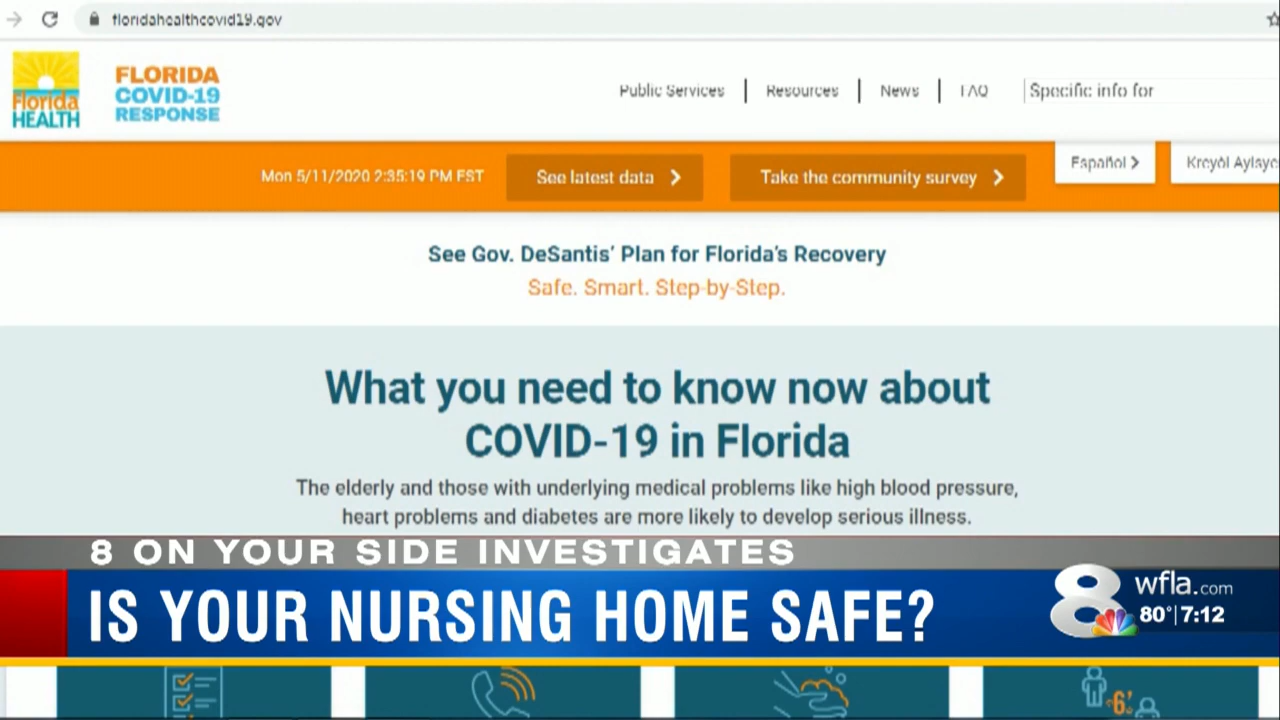 floridahealthcovid19.gov
Florida
HEALTH
FLORIDA
COVID-19
RESPONSE
Public Services
Resources
News
FAQ
Specific info for
Mon 5/11/2020 2:35:19 PM EST
See latest data
Take the community survey
Español
Kreyòl Aylsye
See Gov. DeSantis' Plan for Florida's Recovery
Safe. Smart. Step-by-Step.
What you need to know now about
COVID-19 in Florida
The elderly and those with underlying medical problems like high blood pressure,
heart problems and diabetes are more likely to develop serious illness.
8 ON YOUR SIDE INVESTIGATES
IS YOUR NURSING HOME SAFE?
8
wfla.com
80° | 7:12
6'